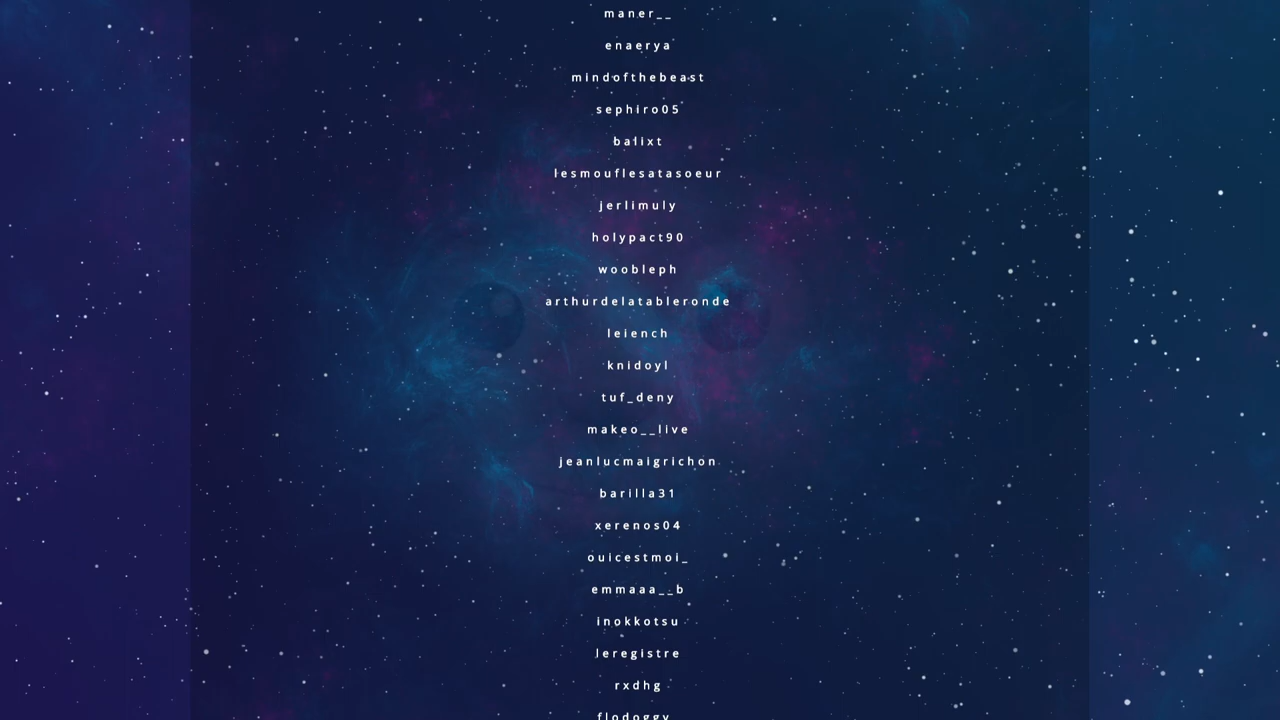 maner__
enaerya
mindofthebeast
sephiro05
balixt
lesmouflesatasoeur
jerlimuly
holypact90
woobleph
arthurdelatableronde
leiench
knidoyl
tuf_deny
makeo__live
jeanlucmaigrichon
barilla31
xerenos04
ouicestmoi_
emmaaa__b
inokkotsu
leregistre
rxdhg
flodoggy